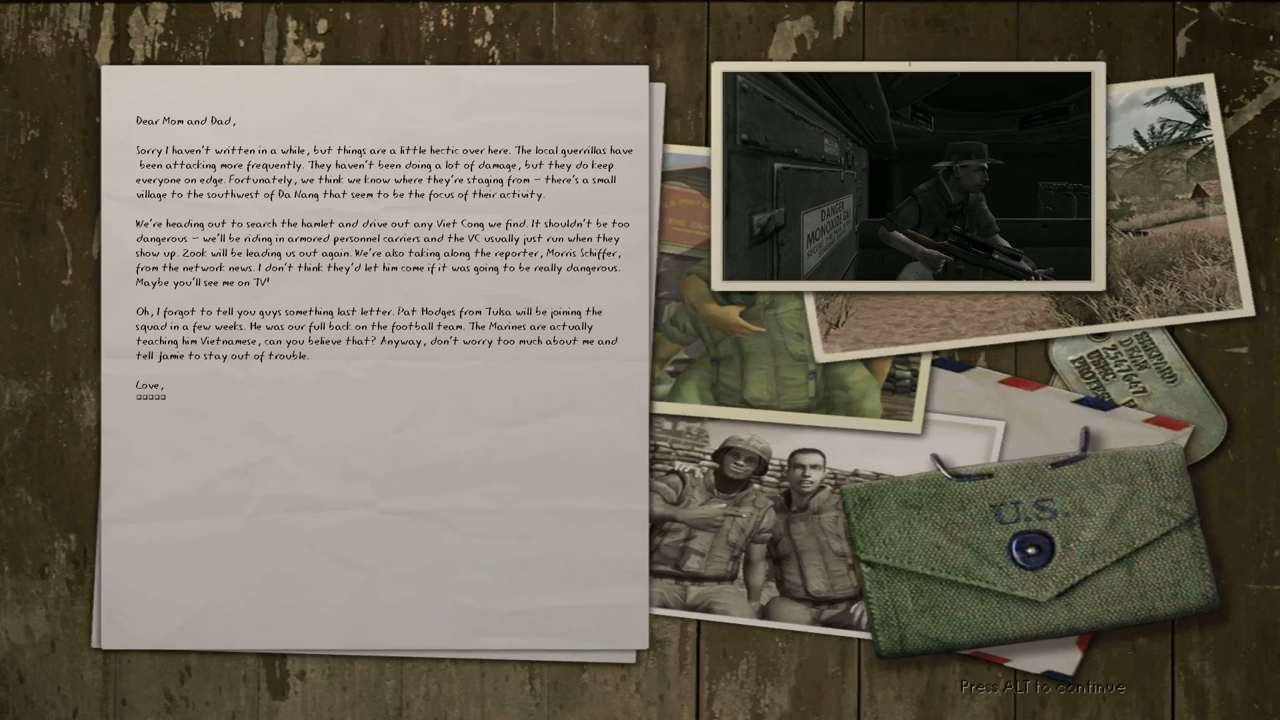 Dear Mom and Dad,
Sorry I haven't written in a while, but things are a little hectic over here. The local guerrillas have
been attacking more frequently. They haven't been doing a lot of damage, but they do keep
everyone on edge. Fortunately, we think we know where they're staging from - there's a small
village to the southwest of Da Nang that seem to be the focus of their activity.
We're heading out to search the hamlet and drive out any Viet Cong we find. It shouldn't be too
dangerous - we'll be riding in armored personnel carriers and the VC usually just run when they
show up. Zook will be leading us out again. We're also taking along the reporter, Morris Schiffer,
from the network news. I don't think they'd let him come if it was going to be really dangerous.
Maybe you'll see me on TV!
Oh, I forgot to tell you guys something last letter. Pat Hodges from Tulsa will be joining the
squad in a few weeks. He was our full back on the football team. The Marines are actually
teaching him Vietnamese, can you believe that? Anyway, don't worry too much about me and
tell Jamie to stay out of trouble.
Love,
□□□□□
DANGER
MONOXIDE GAS
DEAN
7567647
USMC
U.S.
Press ALT to continue